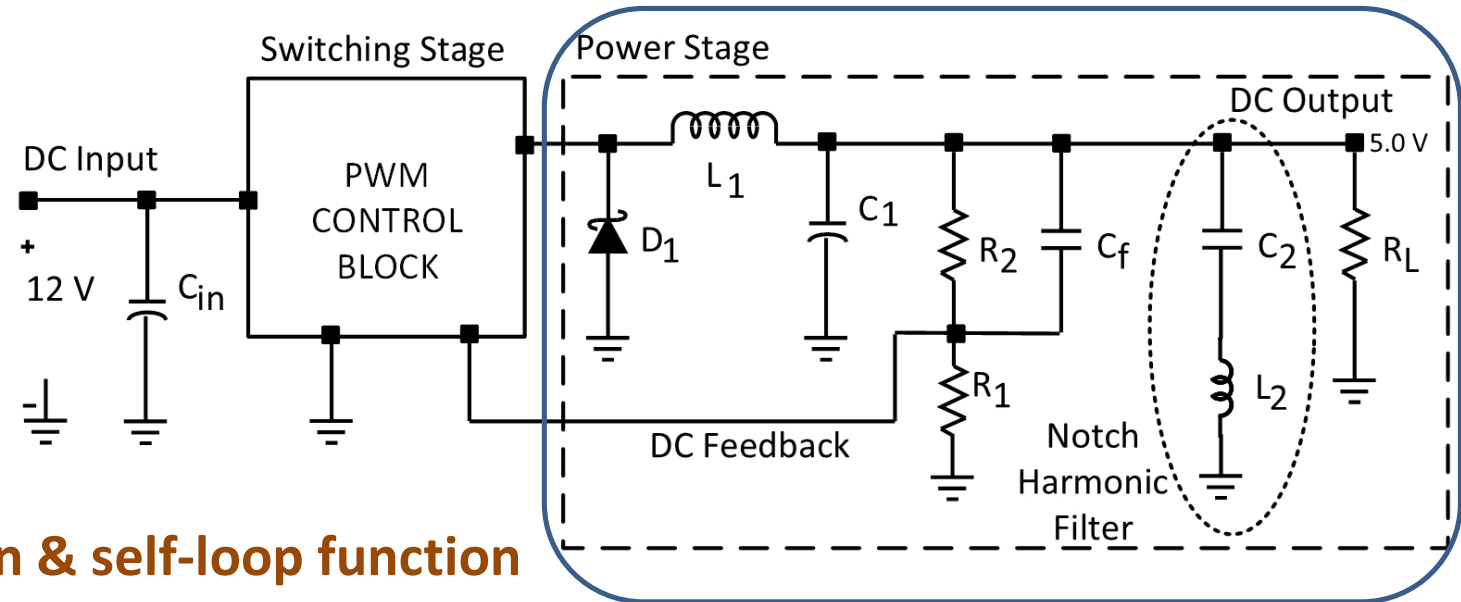 Switching Stage
Power Stage
DC Output
5.0 V
DC Input
PWM
CONTROL
BLOCK
L1
C1
D1
R2
Cf
C2
RL
+
12 V
Cin
R1
L2
-
DC Feedback
Notch
Harmonic
Filter
n & self-loop function